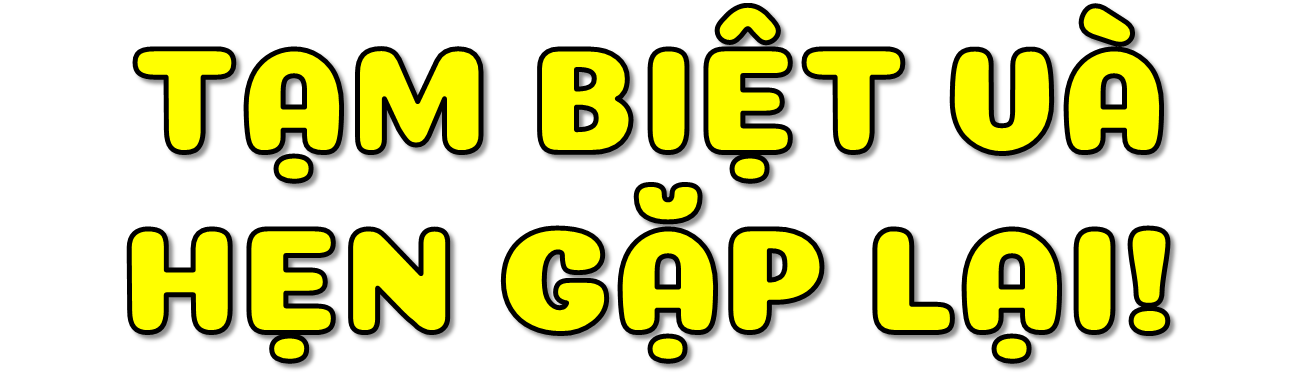 TẠM BIỆT UÀ
HẸN GẶP LẠI!